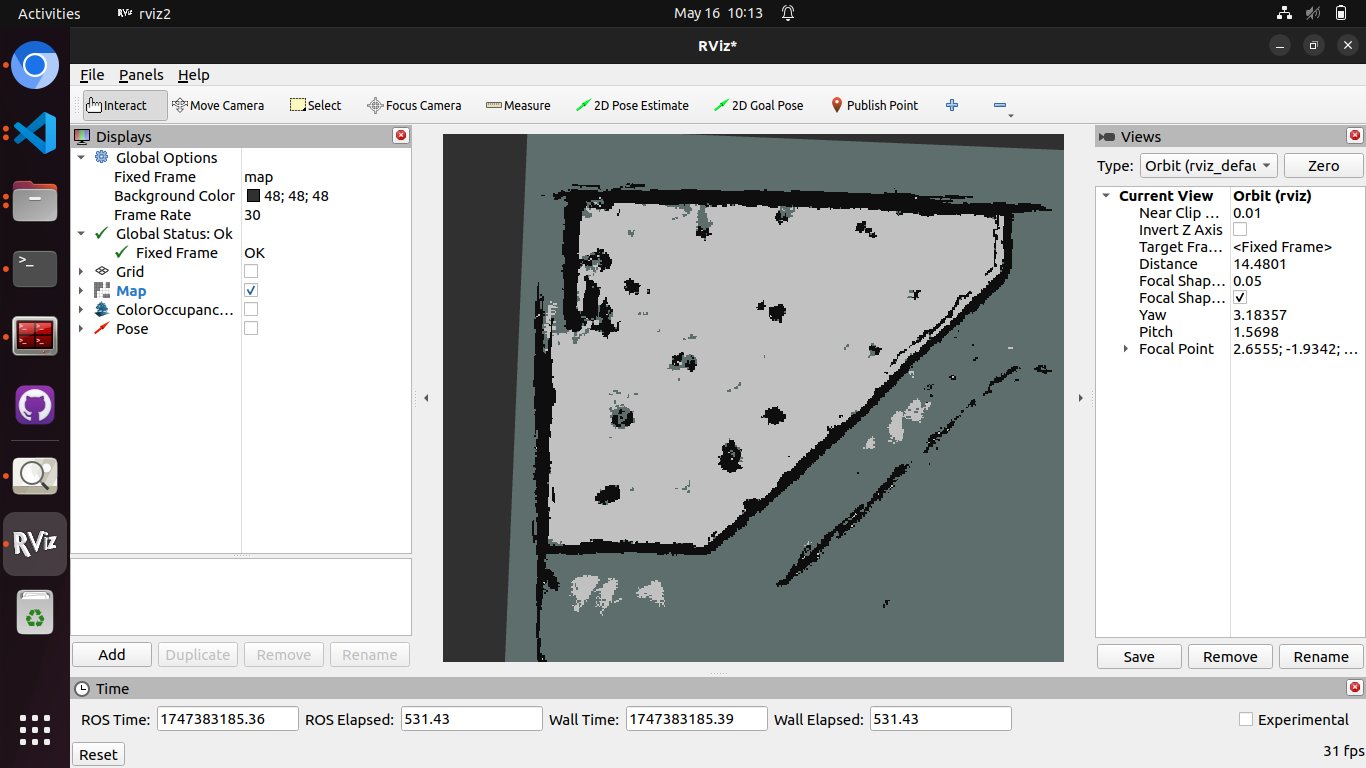 Activities RViz rviz2 May 16 10:13
RViz*
File Panels Help
Interact Move Camera Select Focus Camera Measure 2D Pose Estimate 2D Goal Pose Publish Point
Displays
Global Options
Fixed Frame map
Background Color 48; 48; 48
Frame Rate 30
Global Status: Ok
Fixed Frame OK
Grid
Map
ColorOccupanc...
Pose
Add Duplicate Remove Rename
Views
Type: Orbit (rviz_defau Zero
Current View Orbit (rviz)
Near Clip ... 0.01
Invert Z Axis
Target Fra... <Fixed Frame>
Distance 14.4801
Focal Shap... 0.05
Focal Shap...
Yaw 3.18357
Pitch 1.5698
Focal Point 2.6555; -1.9342; ...
Save Remove Rename
RViz
Time
ROS Time: 1747383185.36 ROS Elapsed: 531.43 Wall Time: 1747383185.39 Wall Elapsed: 531.43 Experimental
Reset 31 fps